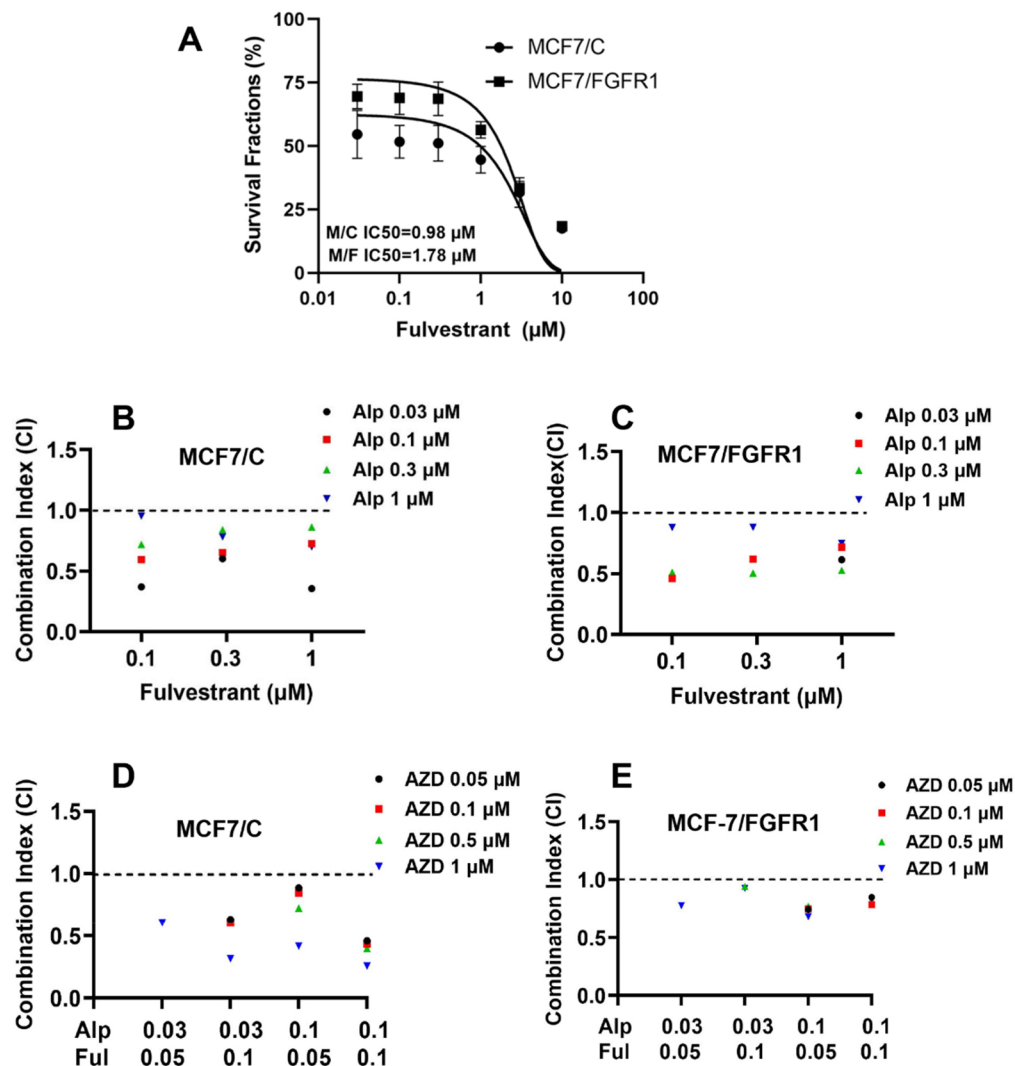 A
Survival Fractions (%)
100
75
50
25
0
MCF7/C
MCF7/FGFR1
M/C IC50=0.98 µM
M/F IC50=1.78 µM
0.01 0.1 1 10 100
Fulvestrant (µM)
B
Combination Index (CI)
1.5
1.0
0.5
0.0
MCF7/C
Alp 0.03 µM
Alp 0.1 µM
Alp 0.3 µM
Alp 1 µM
0.1 0.3 1
Fulvestrant (µM)
C
Combination Index(CI)
1.5
1.0
0.5
0.0
MCF7/FGFR1
Alp 0.03 µM
Alp 0.1 µM
Alp 0.3 µM
Alp 1 µM
0.1 0.3 1
Fulvestrant (µM)
D
Combination Index (CI)
1.5
1.0
0.5
0.0
MCF7/C
AZD 0.05 µM
AZD 0.1 µM
AZD 0.5 µM
AZD 1 µM
Alp 0.03 0.03 0.1 0.1
Ful 0.05 0.1 0.05 0.1
E
Combination Index (CI)
1.5
1.0
0.5
0.0
MCF-7/FGFR1
AZD 0.05 µM
AZD 0.1 µM
AZD 0.5 µM
AZD 1 µM
Alp 0.03 0.03 0.1 0.1
Ful 0.05 0.1 0.05 0.1